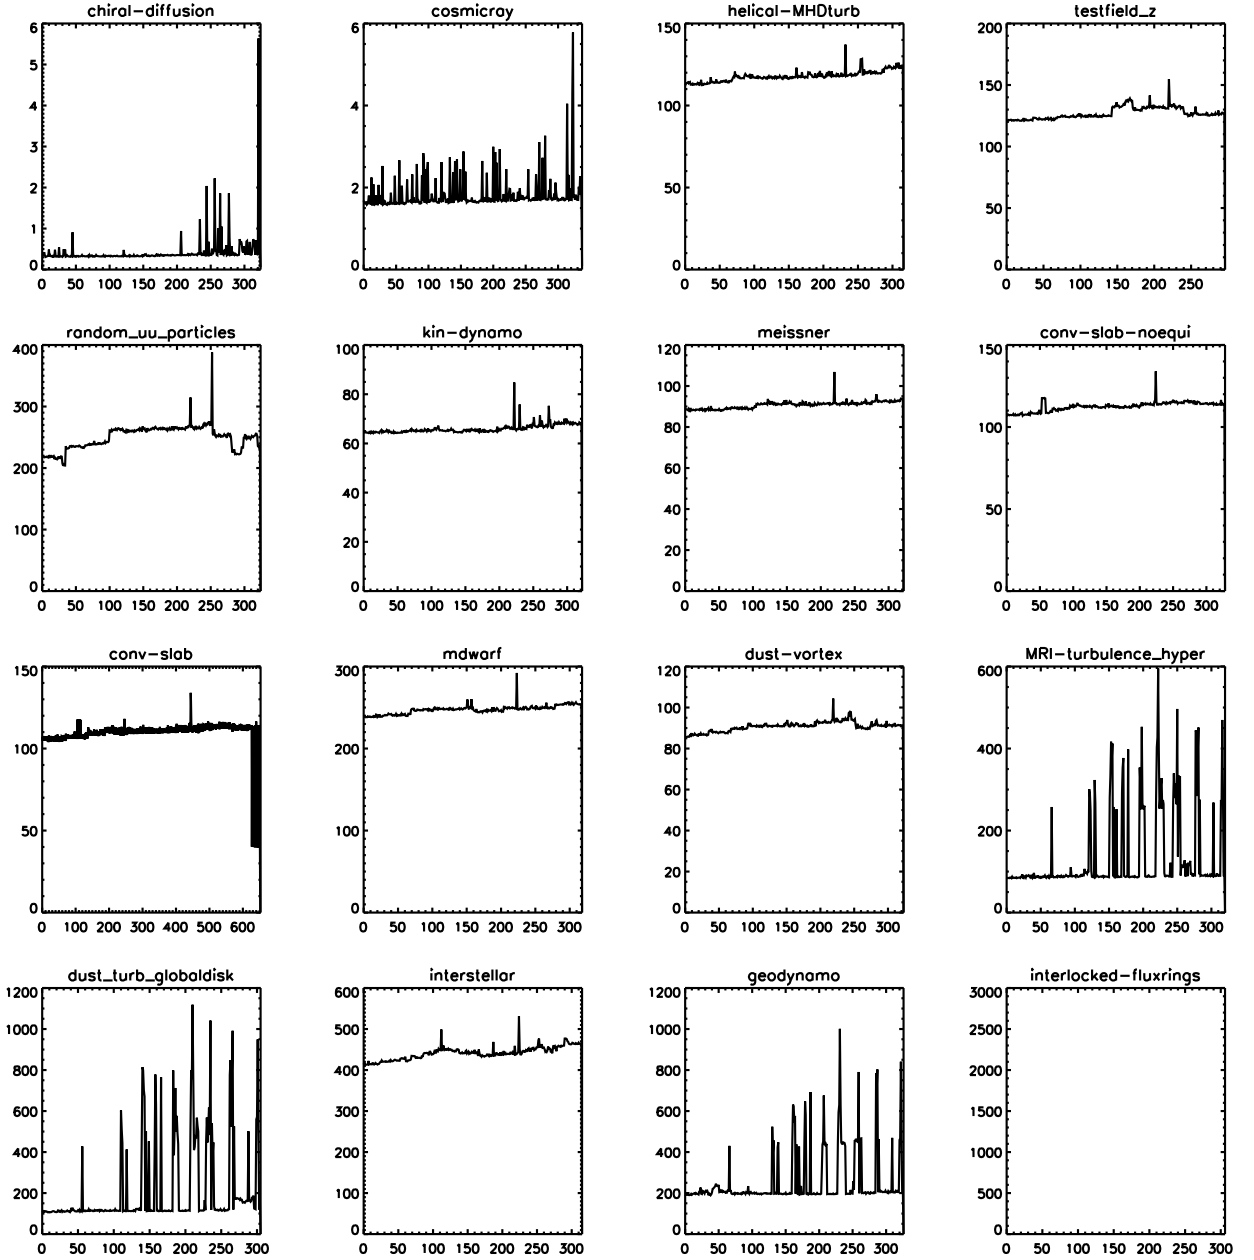 chiral-diffusion
6
5
4
3
2
1
0
0 50 100 150 200 250 300
cosmicray
6
4
2
0
0 50 100 150 200 250 300
helical-MHDturb
150
100
50
0
0 50 100 150 200 250 300
testfield_z
200
150
100
50
0
0 50 100 150 200 250
random_uu_particles
400
300
200
100
0
0 50 100 150 200 250 300
kin-dynamo
100
80
60
40
20
0
0 50 100 150 200 250 300
meissner
120
100
80
60
40
20
0
0 50 100 150 200 250 300
conv-slab-noequi
150
100
50
0
0 50 100 150 200 250 300
conv-slab
150
100
50
0
0 100 200 300 400 500 600
mdwarf
300
200
100
0
0 50 100 150 200 250 300
dust-vortex
120
100
80
60
40
20
0
0 50 100 150 200 250 300
MRI-turbulence_hyper
600
400
200
0
0 50 100 150 200 250 300
dust_turb_globaldisk
1200
1000
800
600
400
200
0
0 50 100 150 200 250 300
interstellar
600
500
400
300
200
100
0
0 50 100 150 200 250 300
geodynamo
1200
1000
800
600
400
200
0
0 50 100 150 200 250 300
interlocked-fluxrings
3000
2500
2000
1500
1000
500
0
0 50 100 150 200 250 300